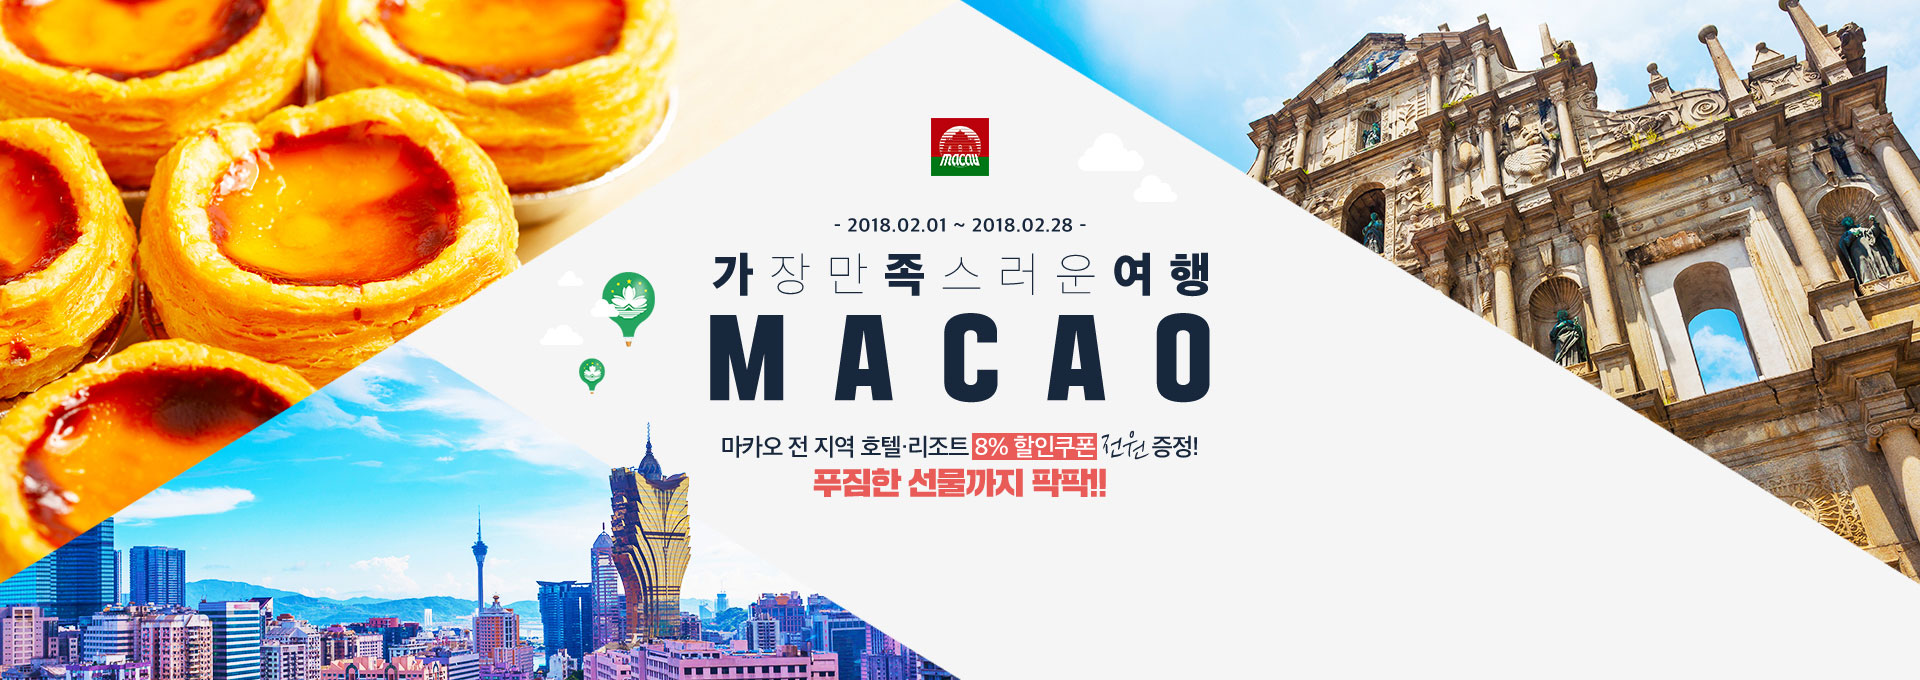 macau
- 2018.02.01 ~ 2018.02.28 -
가장만족스러운여행
MACAO
마카오 전 지역 호텔·리조트 8% 할인쿠폰 전원 증정!
푸짐한 선물까지 팍팍!!